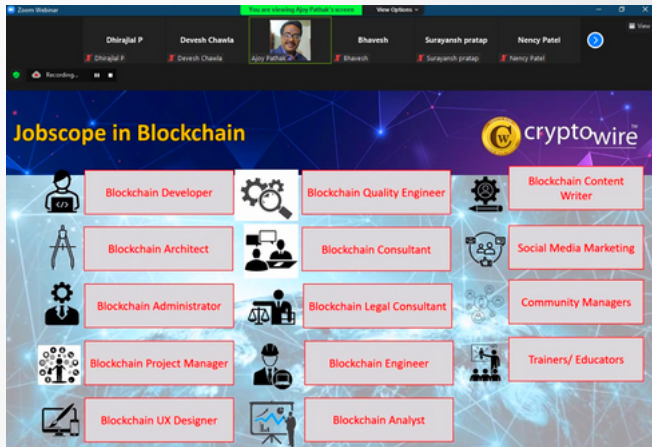 Zoom Webinar
You are viewing Ajoy Pathak's screen
View Options
View
Dhirajlal P
Devesh Chawla
Bhavesh
Surayansh pratap
Nency Patel
Dhirajlal P
Devesh Chawla
Ajoy Pathak
Bhavesh
Surayansh pratap
Nency Patel
Recording...
Jobscope in Blockchain
cryptowire
Blockchain Developer
Blockchain Quality Engineer
Blockchain Content
Writer
Blockchain Architect
Blockchain Consultant
Social Media Marketing
Blockchain Administrator
Blockchain Legal Consultant
Community Managers
Blockchain Project Manager
Blockchain Engineer
Trainers/ Educators
Blockchain UX Designer
Blockchain Analyst